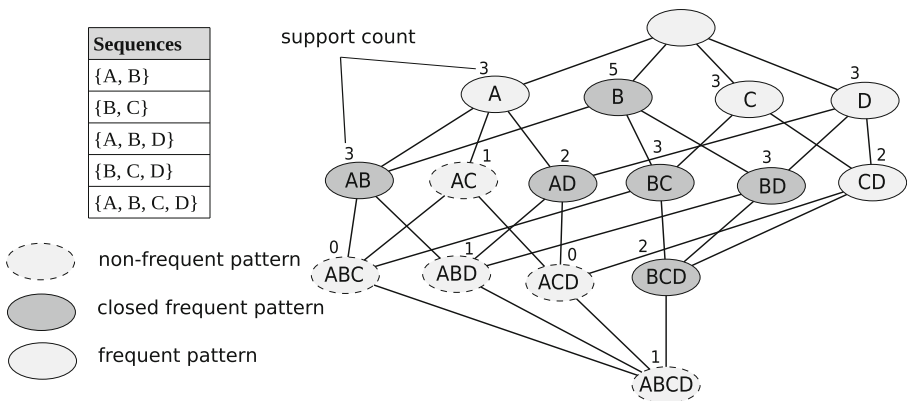 Sequences
{A, B}
{B, C}
{A, B, D}
{B, C, D}
{A, B, C, D}
support count
3
5
3
3
A
B
C
D
3
1
2
3
3
2
AB
AC
AD
BC
BD
CD
0
1
0
2
ABC
ABD
ACD
BCD
1
ABCD
non-frequent pattern
closed frequent pattern
frequent pattern